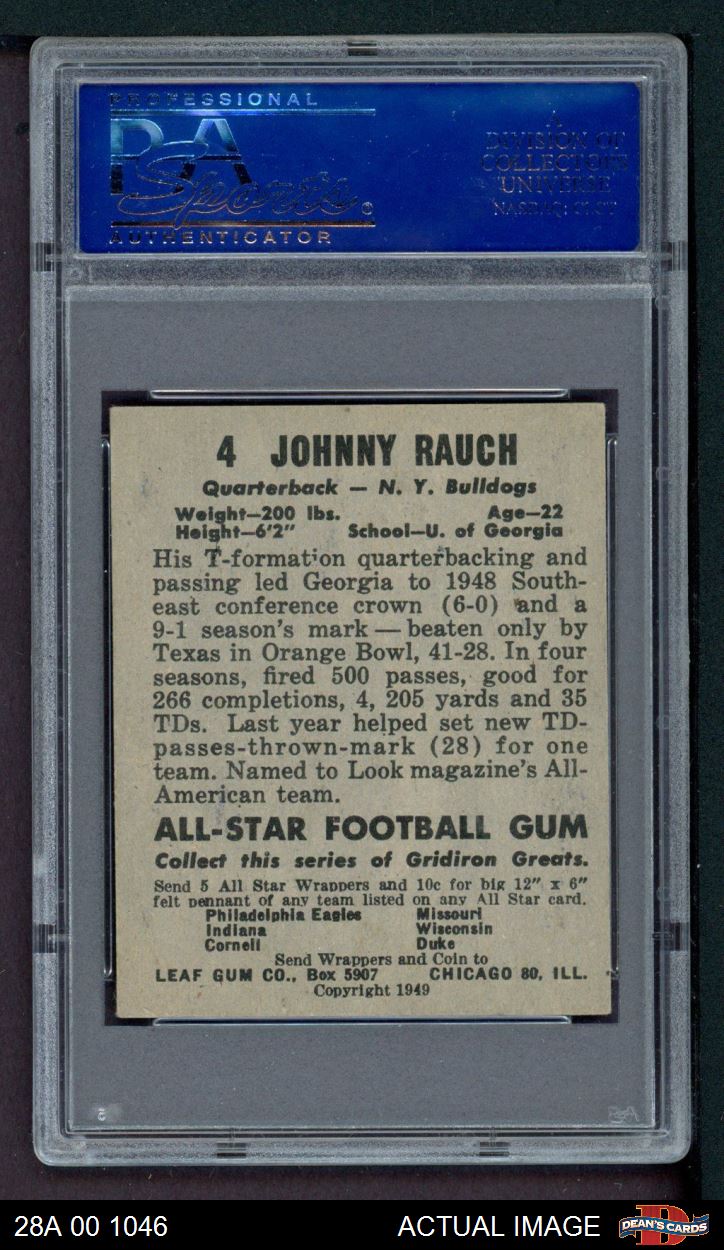 PROFESSIONAL
PSA
Sports
AUTHENTICATOR
A
DIVISION OF
COLLECTORS
UNIVERSE
NASDAQ: CLCT
4 JOHNNY RAUCH
Quarterback — N. Y. Bulldogs
Weight—200 lbs. Age—22
Height—6'2" School—U. of Georgia
His T-formation quarterbacking and
passing led Georgia to 1948 South-
east conference crown (6-0) and a
9-1 season's mark — beaten only by
Texas in Orange Bowl, 41-28. In four
seasons, fired 500 passes, good for
266 completions, 4, 205 yards and 35
TDs. Last year helped set new TD-
passes-thrown-mark (28) for one
team. Named to Look magazine's All-
American team.
ALL-STAR FOOTBALL GUM
Collect this series of Gridiron Greats.
Send 5 All Star Wrappers and 10c for big 12" x 6"
felt pennant of any team listed on any All Star card.
Philadelphia Eagles Missouri
Indiana Wisconsin
Cornell Duke
Send Wrappers and Coin to
LEAF GUM CO., Box 5907 CHICAGO 80, ILL.
Copyright 1949
PSA
28A 00 1046 ACTUAL IMAGE DEAN'S CARDS